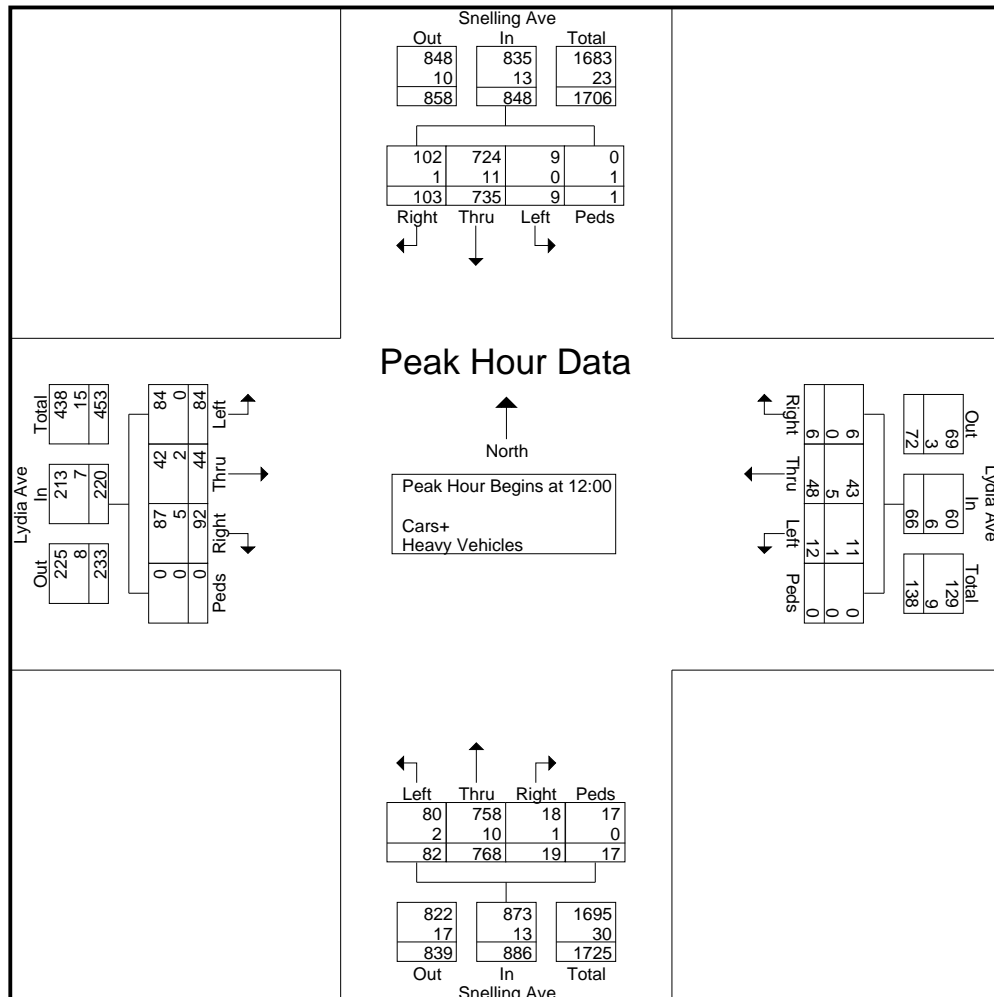 Snelling Ave
Out In Total
848 835 1683
10 13 23
858 848 1706
102 724 9 0
1 11 0 1
103 735 9 1
Right Thru Left Peds
Peak Hour Data
North
Peak Hour Begins at 12:00
Cars+
Heavy Vehicles
Lydia Ave
Out In Total
225 213 438
8 7 15
233 220 453
84 0 84
Left
42 2 44
Thru
87 5 92
Right
0 0 0
Peds
Right Thru Left Peds
6 43 11 0
0 5 1 0
6 48 12 0
Out In Total
69 60 129
3 6 9
72 66 138
Lydia Ave
Left Thru Right Peds
80 758 18 17
2 10 1 0
82 768 19 17
822 873 1695
17 13 30
839 886 1725
Out In Total
Snelling Ave